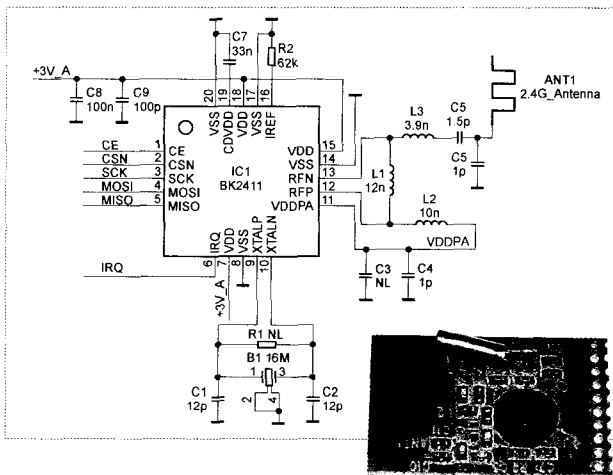 C7
33n
R2
62k
+3V_A
C8
100n
C9
100p
20
19
18
17
16
VSS
CDVDD
VDD
VSS
IREF
ANT1
2.4G_Antenna
L3
3.9n
C5
1.5p
C5
1p
CE
1
CE
CSN
2
CSN
SCK
3
SCK
MOSI
4
MOSI
MISO
5
MISO
IC1
BK2411
VDD
15
VSS
14
RFN
13
RFP
12
VDDPA
11
L1
12n
L2
10n
VDDPA
IRQ
VDD
VSS
XTALP
XTALN
6
7
8
9
10
IRQ
+3V_A
C3
NL
C4
1p
R1 NL
B1 16M
1
3
2
4
C1
12p
C2
12p